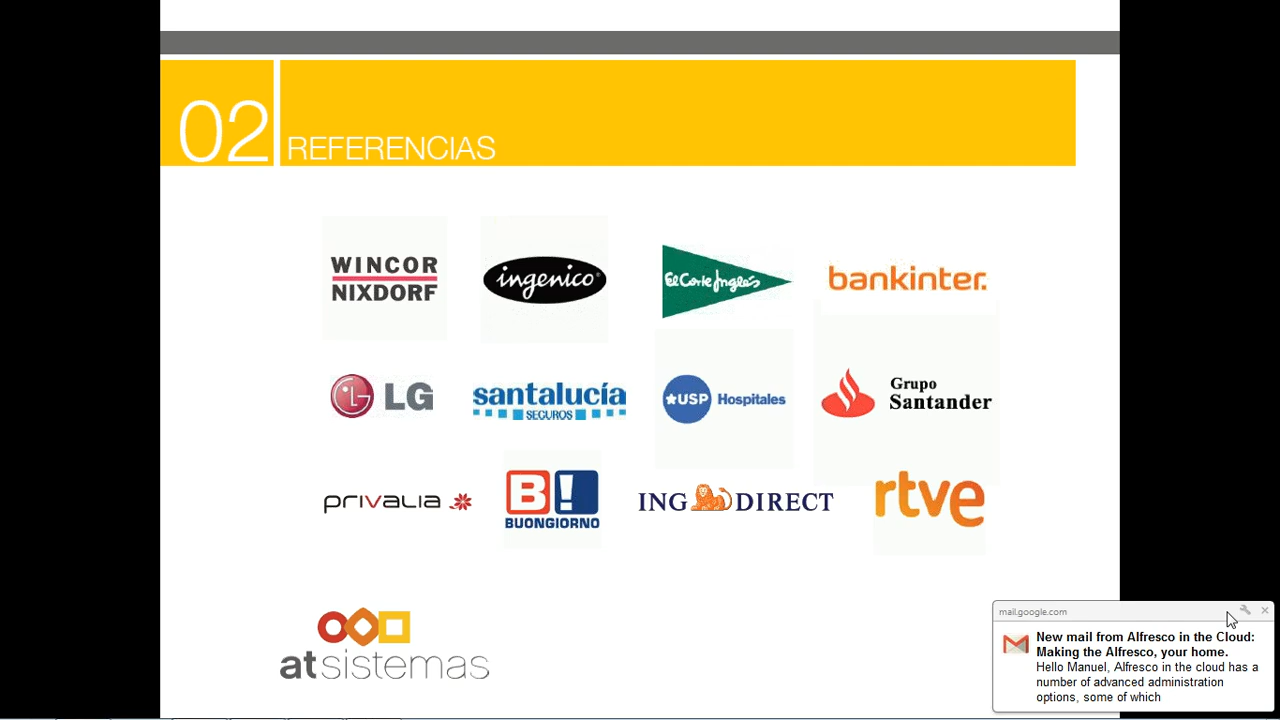 02 REFERENCIAS
WINCOR
NIXDORF
ingenico®
El Corte Inglés
bankinter.
LG
santalucía
SEGUROS
USP Hospitales
Grupo
Santander
PRIVALIA
B!
BUONGIORNO
ING DIRECT
rtve
atsistemas
mail.google.com
New mail from Alfresco in the Cloud:
Making the Alfresco, your home.
Hello Manuel, Alfresco in the cloud has a
number of advanced administration
options, some of which